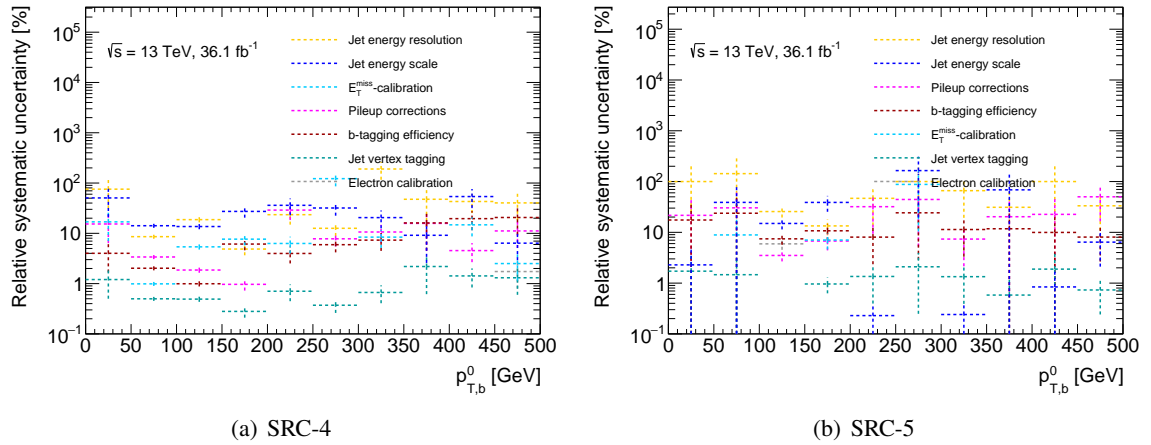 Relative systematic uncertainty [%]
10⁵
10⁴
10³
10²
10
1
10⁻¹
√s = 13 TeV, 36.1 fb⁻¹
Jet energy resolution
Jet energy scale
E_T^miss-calibration
Pileup corrections
b-tagging efficiency
Jet vertex tagging
Electron calibration
0 50 100 150 200 250 300 350 400 450 500
p⁰_T,b [GeV]
(a) SRC-4
Relative systematic uncertainty [%]
10⁵
10⁴
10³
10²
10
1
10⁻¹
√s = 13 TeV, 36.1 fb⁻¹
Jet energy resolution
Jet energy scale
Pileup corrections
b-tagging efficiency
E_T^miss-calibration
Jet vertex tagging
Electron calibration
0 50 100 150 200 250 300 350 400 450 500
p⁰_T,b [GeV]
(b) SRC-5